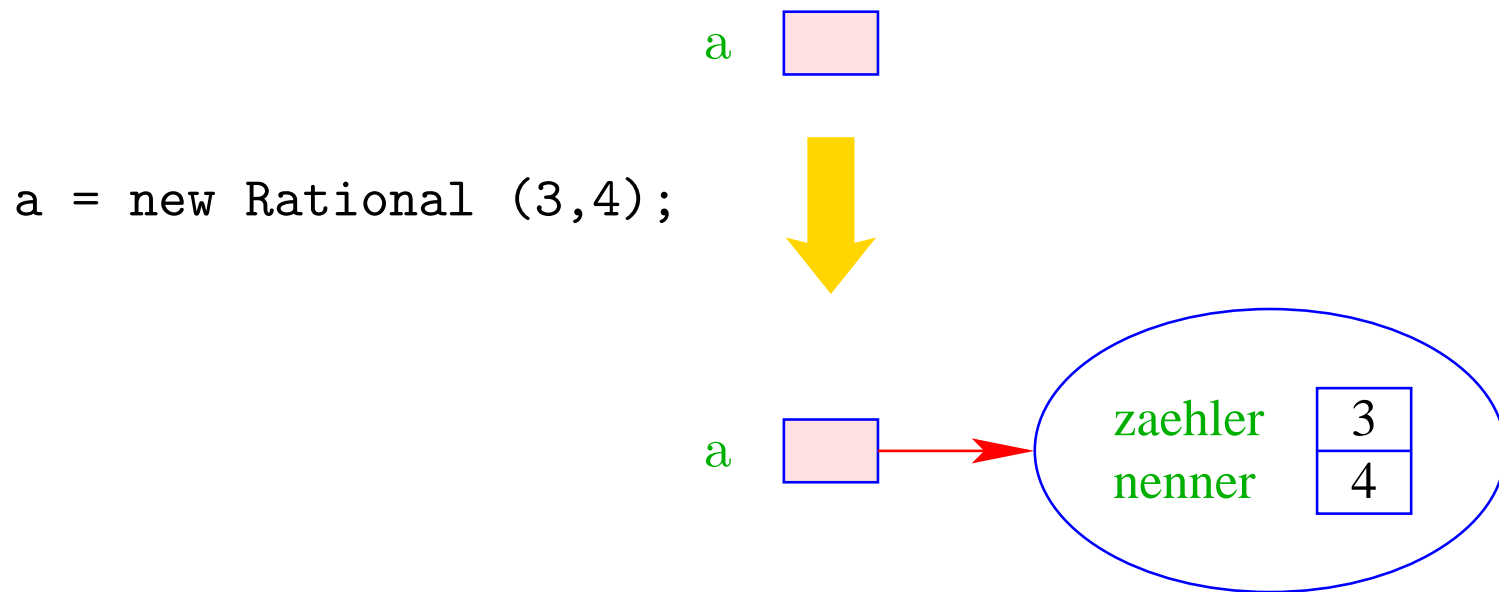 a
a = new Rational (3,4);
a
zaehler 3
nenner 4